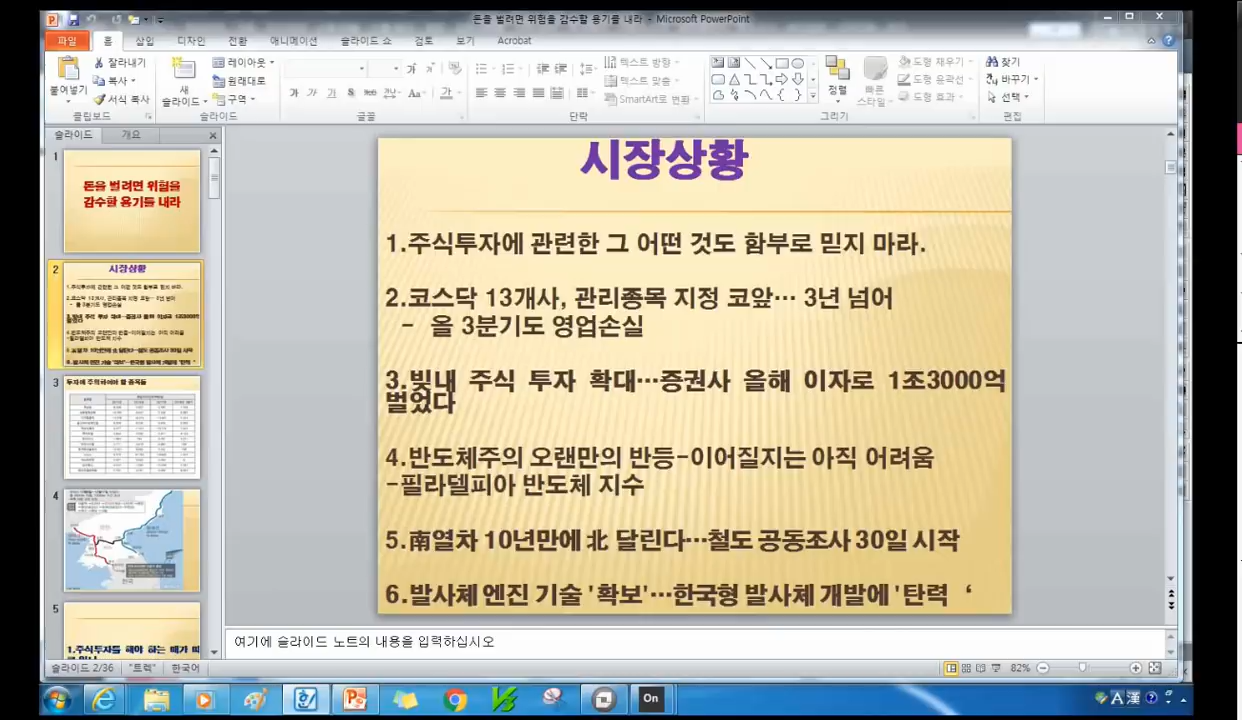 돈을 벌려면 위험을 감수할 용기를 내라 - Microsoft PowerPoint
파일 홈 삽입 디자인 전환 애니메이션 슬라이드 쇼 검토 보기 Acrobat
붙여넣기
잘라내기
복사
서식 복사
클립보드
새 슬라이드
레이아웃
원래대로
구역
슬라이드
글꼴
텍스트 방향
텍스트 맞춤
SmartArt로 변환
단락
정렬
빠른 스타일
도형 채우기
도형 윤곽선
도형 효과
그리기
찾기
바꾸기
선택
편집
슬라이드 개요
1
돈을 벌려면 위험을
감수할 용기를 내라
2
시장상황
3
투자에 주의하여야 할 종목들
4
5
1.주식투자를 해야 하는 때가 따
시장상황
1.주식투자에 관련한 그 어떤 것도 함부로 믿지 마라.
2.코스닥 13개사, 관리종목 지정 코앞… 3년 넘어
- 올 3분기도 영업손실
3.빚내 주식 투자 확대…증권사 올해 이자로 1조3000억
벌었다
4.반도체주의 오랜만의 반등-이어질지는 아직 어려움
-필라델피아 반도체 지수
5.南열차 10년만에 北 달린다…철도 공동조사 30일 시작
6.발사체 엔진 기술 '확보'…한국형 발사체 개발에 '탄력 ‘
여기에 슬라이드 노트의 내용을 입력하십시오
슬라이드 2/36 "트렉" 한국어 82%
On A 漢